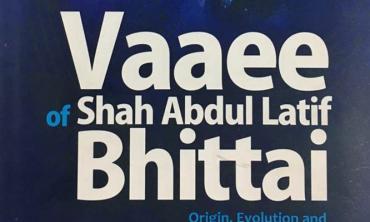 Vaaee
of Shah Abdul Latif
Bhittai
Origin, Evolution and